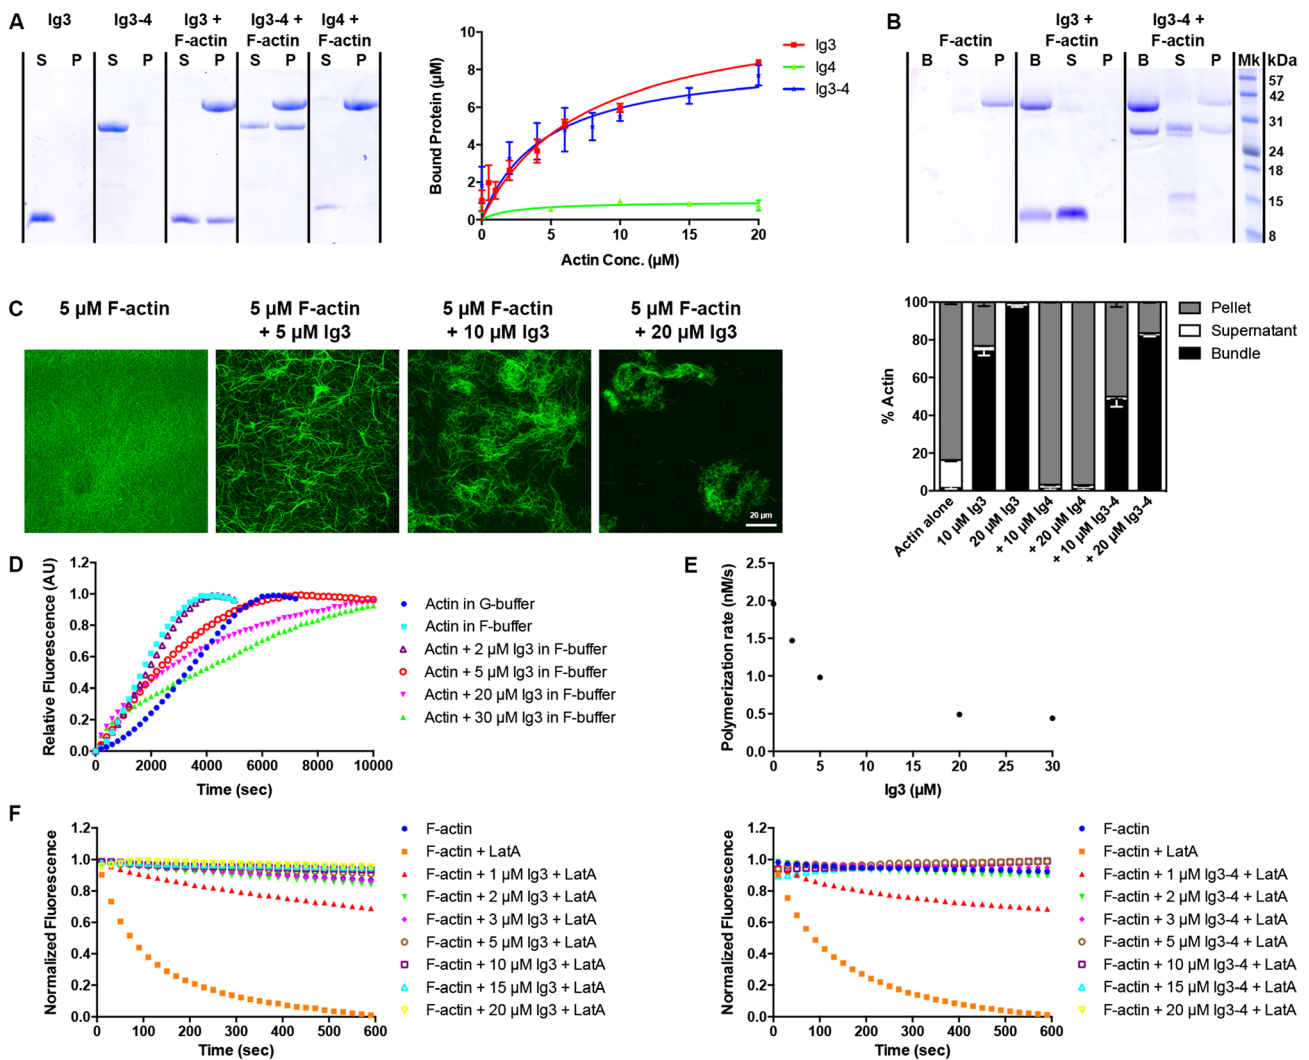 A
Ig3
Ig3-4
Ig3 +
F-actin
Ig3-4 +
F-actin
Ig4 +
F-actin
S P S P S P S P S P
Bound Protein (µM)
10
8
6
4
2
0
0 5 10 15 20
Actin Conc. (µM)
Ig3
Ig4
Ig3-4
B
F-actin
Ig3 +
F-actin
Ig3-4 +
F-actin
B S P B S P B S P Mk kDa
57
42
31
24
18
15
8
C
5 µM F-actin
5 µM F-actin
+ 5 µM Ig3
5 µM F-actin
+ 10 µM Ig3
5 µM F-actin
+ 20 µM Ig3
20 µm
% Actin
100
80
60
40
20
0
Actin alone
10 µM Ig3
20 µM Ig3
+ 10 µM Ig4
+ 20 µM Ig4
+ 10 µM Ig3-4
+ 20 µM Ig3-4
Pellet
Supernatant
Bundle
D
Relative Fluorescence (AU)
1.2
1.0
0.8
0.6
0.4
0.2
0.0
0 2000 4000 6000 8000 10000
Time (sec)
Actin in G-buffer
Actin in F-buffer
Actin + 2 µM Ig3 in F-buffer
Actin + 5 µM Ig3 in F-buffer
Actin + 20 µM Ig3 in F-buffer
Actin + 30 µM Ig3 in F-buffer
E
Polymerization rate (nM/s)
2.5
2.0
1.5
1.0
0.5
0.0
0 5 10 15 20 25 30
Ig3 (µM)
F
Normalized Fluorescence
1.2
1.0
0.8
0.6
0.4
0.2
0.0
0 100 200 300 400 500 600
Time (sec)
F-actin
F-actin + LatA
F-actin + 1 µM Ig3 + LatA
F-actin + 2 µM Ig3 + LatA
F-actin + 3 µM Ig3 + LatA
F-actin + 5 µM Ig3 + LatA
F-actin + 10 µM Ig3 + LatA
F-actin + 15 µM Ig3 + LatA
F-actin + 20 µM Ig3 + LatA
Normalized Fluorescence
1.2
1.0
0.8
0.6
0.4
0.2
0.0
0 100 200 300 400 500 600
Time (sec)
F-actin
F-actin + LatA
F-actin + 1 µM Ig3-4 + LatA
F-actin + 2 µM Ig3-4 + LatA
F-actin + 3 µM Ig3-4 + LatA
F-actin + 5 µM Ig3-4 + LatA
F-actin + 10 µM Ig3-4 + LatA
F-actin + 15 µM Ig3-4 + LatA
F-actin + 20 µM Ig3-4 + LatA